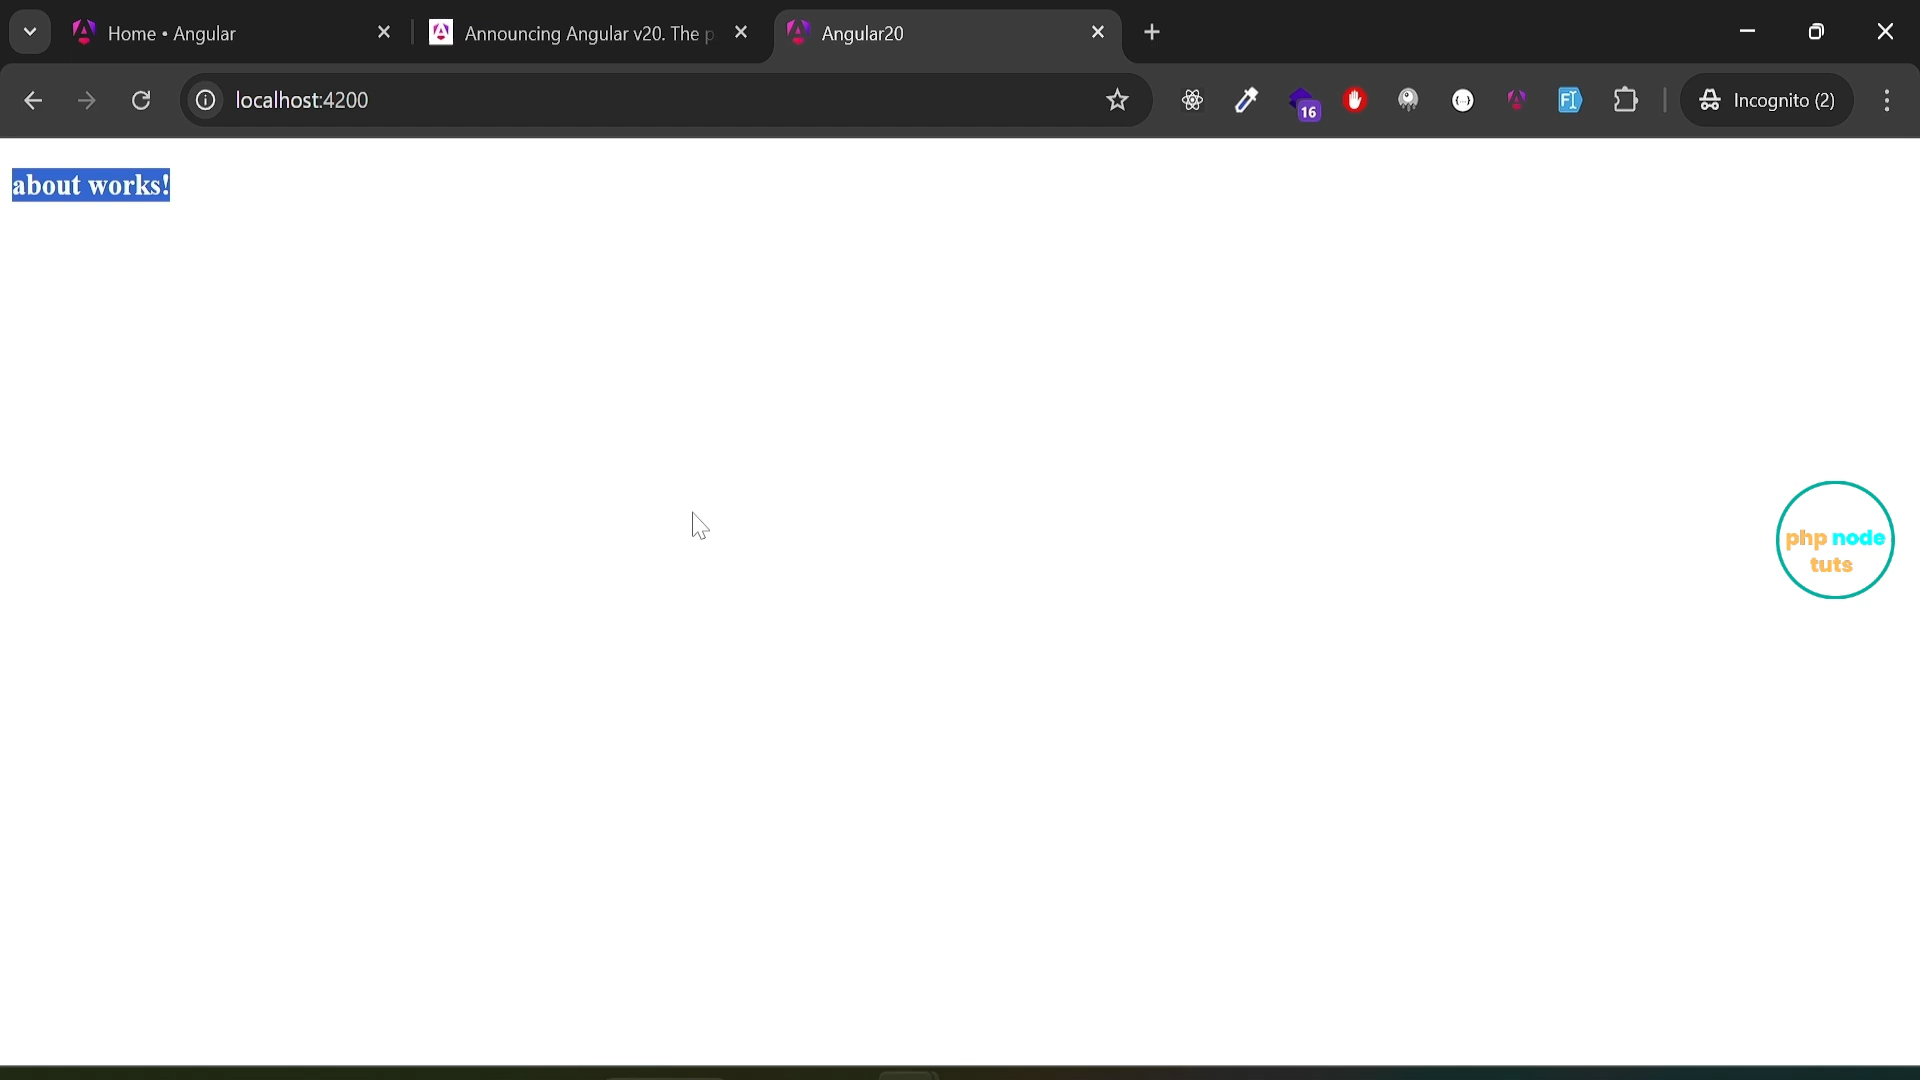 Home • Angular
Announcing Angular v20. The p
Angular20
localhost:4200
16
Incognito (2)
about works!
php node
tuts